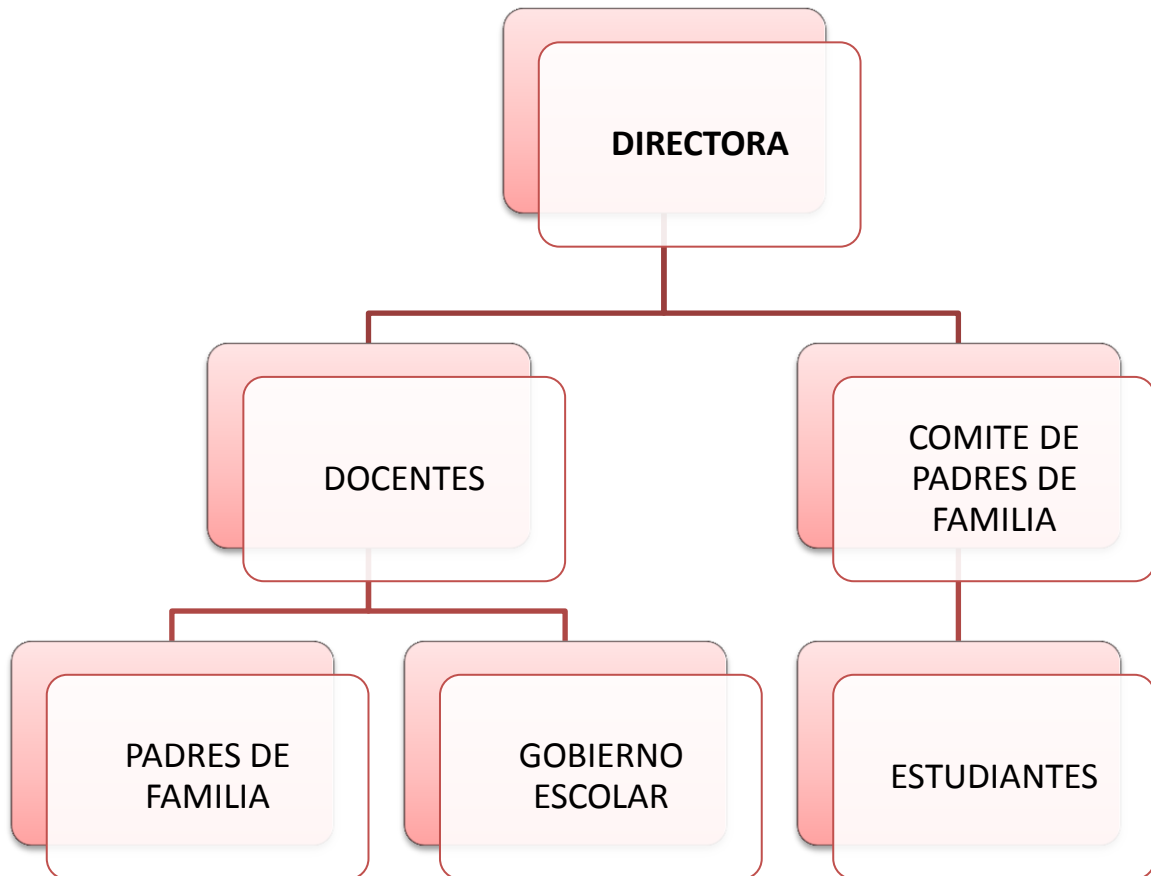 DIRECTORA
DOCENTES
COMITE DE
PADRES DE
FAMILIA
PADRES DE
FAMILIA
GOBIERNO
ESCOLAR
ESTUDIANTES